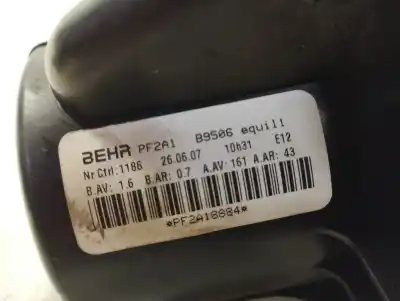 BEHR PF2A1 B9506 equili
Nr Ctrl:1186 26.06.07 10h31 E12
B.AV: 1.6 B.AR: 0.7 A.AV: 161 A.AR: 43
*PF2A18884*